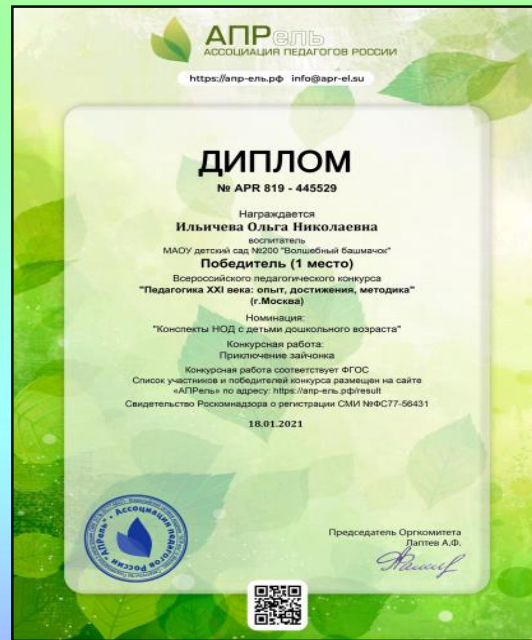 АПРель
АССОЦИАЦИЯ ПЕДАГОГОВ РОССИИ
https://апр-ель.рф info@apr-el.su
ДИПЛОМ
№ APR 819 - 445529
Награждается
Ильичева Ольга Николаевна
воспитатель
МАОУ детский сад №200 "Волшебный башмачок"
Победитель (1 место)
Всероссийского педагогического конкурса
"Педагогика XXI века: опыт, достижения, методика"
(г.Москва)
Номинация:
"Конспекты НОД с детьми дошкольного возраста"
Конкурсная работа:
Приключение зайчонка
Конкурсная работа соответствует ФГОС
Список участников и победителей конкурса размещен на сайте
«АПРель» по адресу: https://апр-ель.рф/result
Свидетельство Роскомнадзора о регистрации СМИ №ФС77-56431
18.01.2021
Ассоциация педагогов России "АПРель"
Председатель Оргкомитета
Лаптев А.Ф.